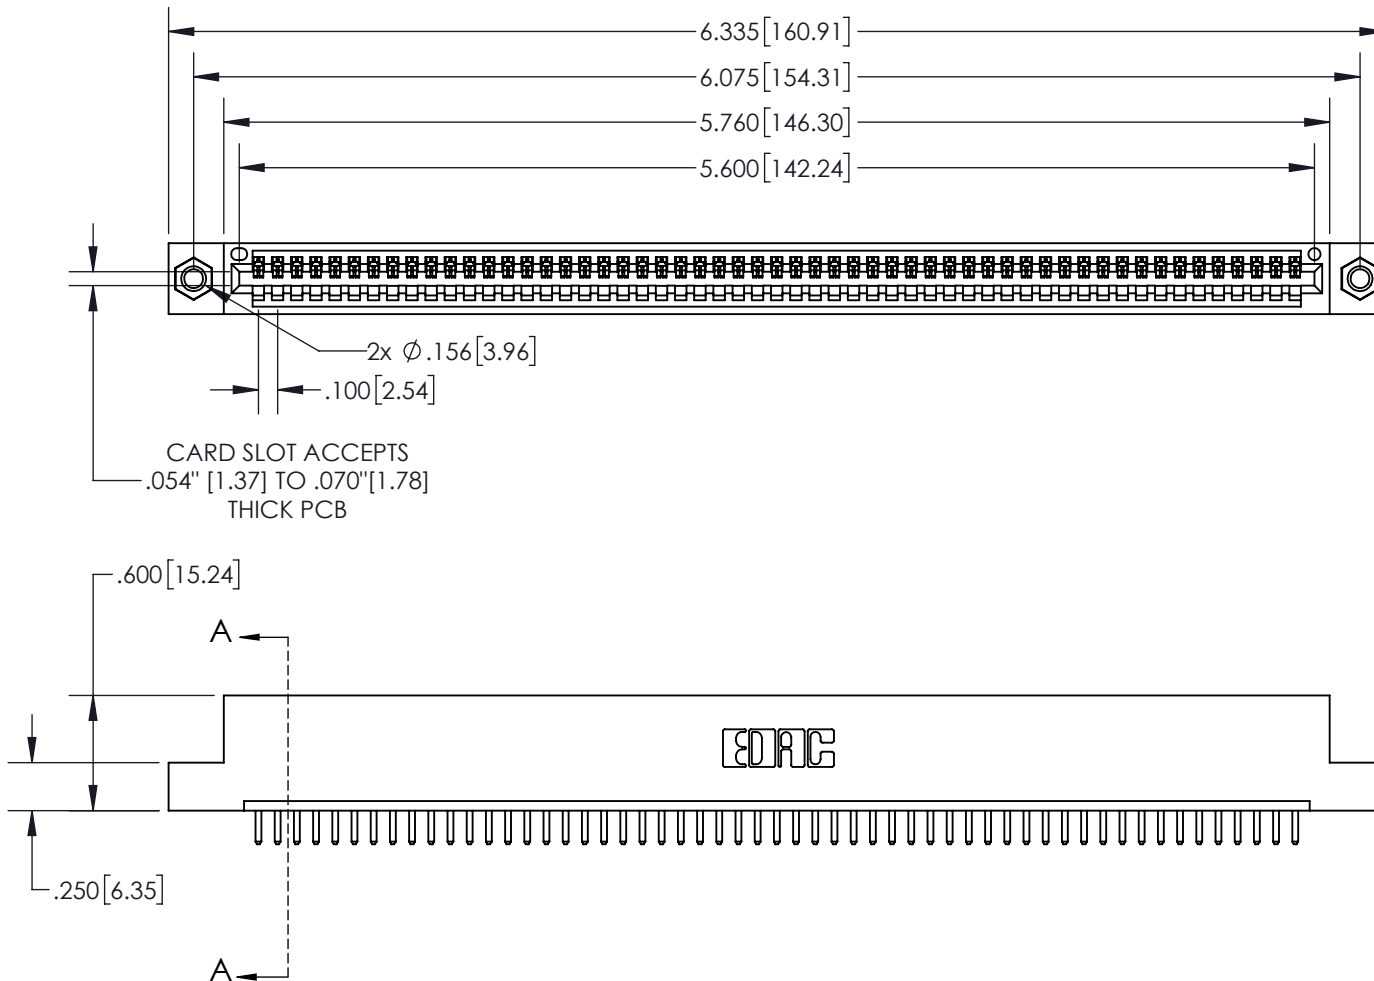 6.335[160.91]
6.075[154.31]
5.760[146.30]
5.600[142.24]
2x Ø.156[3.96]
.100[2.54]
CARD SLOT ACCEPTS
.054" [1.37] TO .070"[1.78]
THICK PCB
.600[15.24]
A
EDAC
.250[6.35]
A